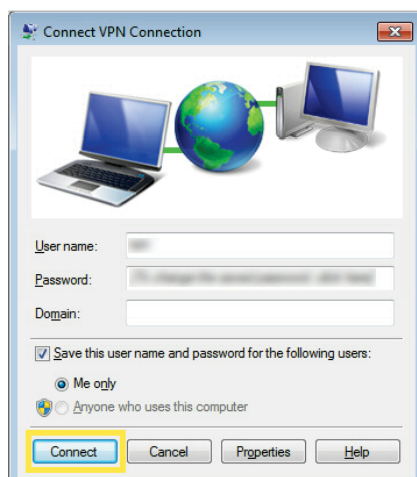 Connect VPN Connection
User name:
Password:
Domain:
Save this user name and password for the following users:
Me only
Anyone who uses this computer
Connect Cancel Properties Help